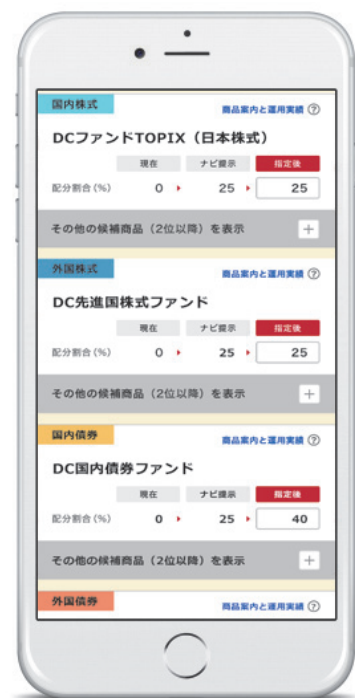 国内株式
商品案内と運用実績 ?
DCファンドTOPIX（日本株式）
現在 ナビ提示 指定後
配分割合(%) 0 25 25
その他の候補商品（2位以降）を表示 +
外国株式
商品案内と運用実績 ?
DC先進国株式ファンド
現在 ナビ提示 指定後
配分割合(%) 0 25 25
その他の候補商品（2位以降）を表示 +
国内債券
商品案内と運用実績 ?
DC国内債券ファンド
現在 ナビ提示 指定後
配分割合(%) 0 25 40
その他の候補商品（2位以降）を表示 +
外国債券
商品案内と運用実績 ?